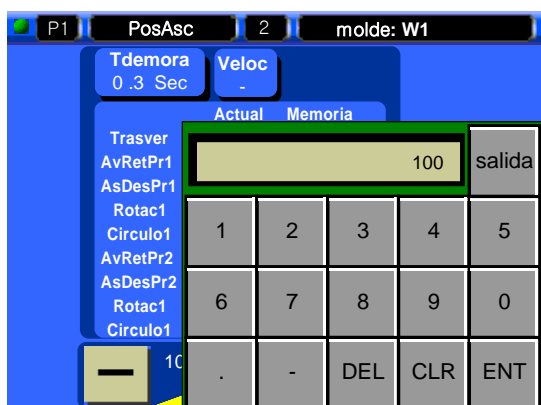 P1 PosAsc 2 molde: W1
Tdemora Veloc
0 .3 Sec -
Actual Memoria
Trasver
AvRetPr1
AsDesPr1
Rotac1
Circulo1
AvRetPr2
AsDesPr2
Rotac1
Circulo1
100 salida
1 2 3 4 5
6 7 8 9 0
. - DEL CLR ENT
— 10